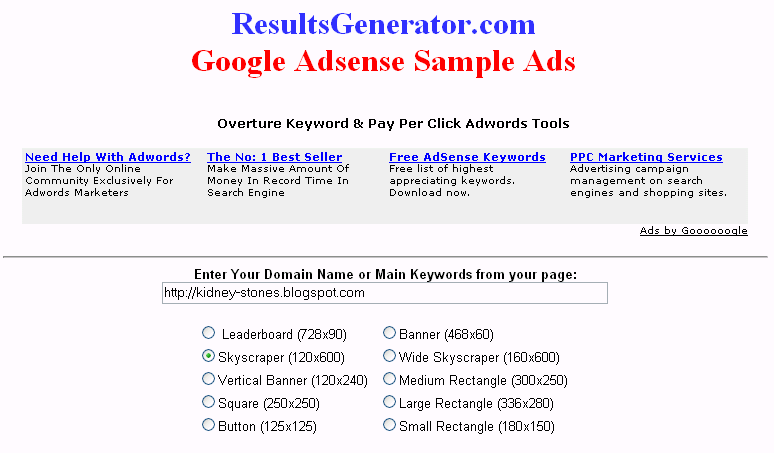 ResultsGenerator.com
Google Adsense Sample Ads
Overture Keyword & Pay Per Click Adwords Tools
Need Help With Adwords?
Join The Only Online
Community Exclusively For
Adwords Marketers
The No: 1 Best Seller
Make Massive Amount Of
Money In Record Time In
Search Engine
Free AdSense Keywords
Free list of highest
appreciating keywords.
Download now.
PPC Marketing Services
Advertising campaign
management on search
engines and shopping sites.
Ads by Goooooogle
Enter Your Domain Name or Main Keywords from your page:
http://kidney-stones.blogspot.com
Leaderboard (728x90) Banner (468x60)
Skyscraper (120x600) Wide Skyscraper (160x600)
Vertical Banner (120x240) Medium Rectangle (300x250)
Square (250x250) Large Rectangle (336x280)
Button (125x125) Small Rectangle (180x150)